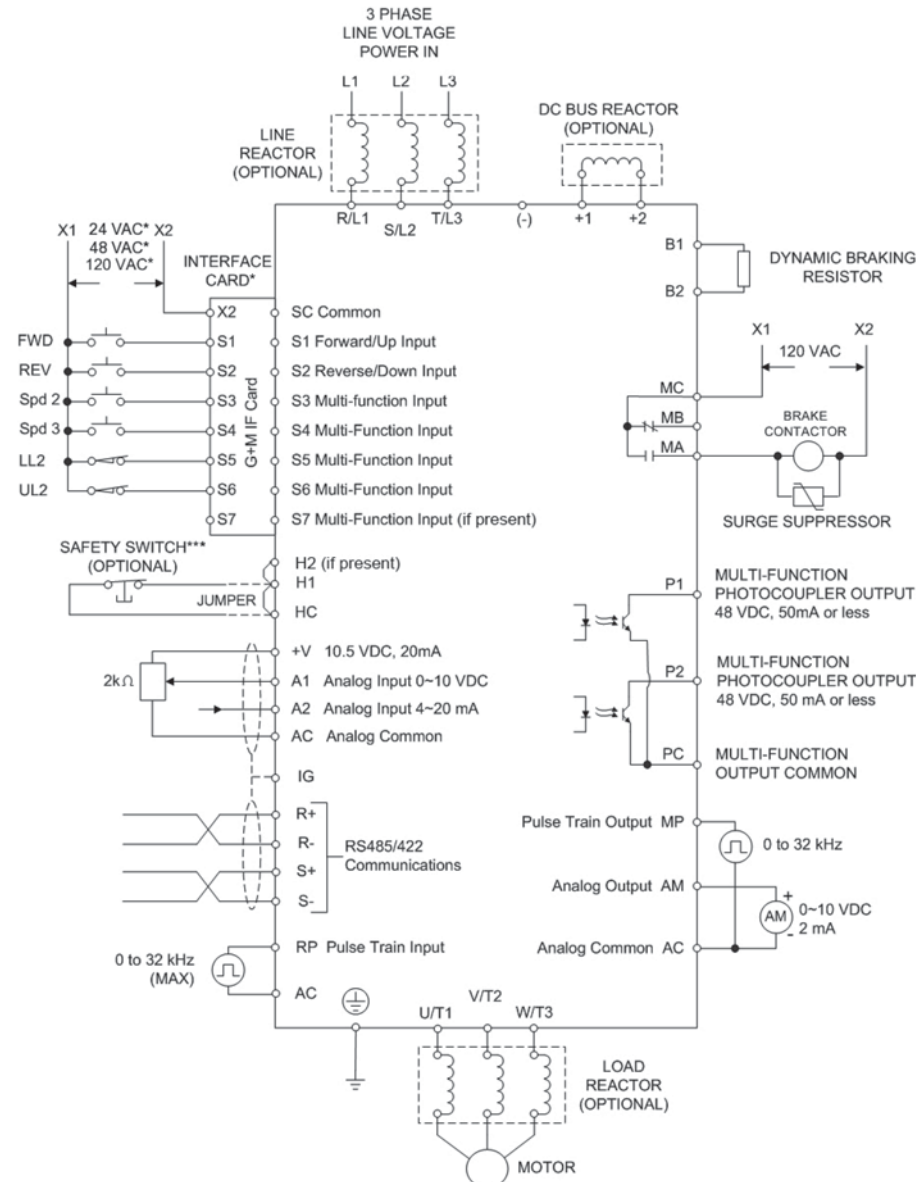 3 PHASE
LINE VOLTAGE
POWER IN
L1 L2 L3
LINE
REACTOR
(OPTIONAL)
DC BUS REACTOR
(OPTIONAL)
R/L1 S/L2 T/L3 (-) +1 +2
X1 24 VAC* X2
48 VAC*
120 VAC*
INTERFACE
CARD*
G+M IF Card
X2 SC Common
FWD S1 S1 Forward/Up Input
REV S2 S2 Reverse/Down Input
Spd 2 S3 S3 Multi-function Input
Spd 3 S4 S4 Multi-Function Input
LL2 S5 S5 Multi-Function Input
UL2 S6 S6 Multi-Function Input
S7 S7 Multi-Function Input (if present)
SAFETY SWITCH***
(OPTIONAL)
H2 (if present)
H1
JUMPER
HC
+V 10.5 VDC, 20mA
2kΩ
A1 Analog Input 0~10 VDC
A2 Analog Input 4~20 mA
AC Analog Common
IG
R+
R-
S+
S-
RS485/422
Communications
RP Pulse Train Input
0 to 32 kHz
(MAX)
AC
B1
B2
DYNAMIC BRAKING
RESISTOR
X1 X2
120 VAC
MC
MB
MA
BRAKE
CONTACTOR
SURGE SUPPRESSOR
P1
MULTI-FUNCTION
PHOTOCOUPLER OUTPUT
48 VDC, 50mA or less
P2
MULTI-FUNCTION
PHOTOCOUPLER OUTPUT
48 VDC, 50 mA or less
PC
MULTI-FUNCTION
OUTPUT COMMON
Pulse Train Output MP
0 to 32 kHz
Analog Output AM
+
AM
0~10 VDC
2 mA
-
Analog Common AC
U/T1 V/T2 W/T3
LOAD
REACTOR
(OPTIONAL)
MOTOR